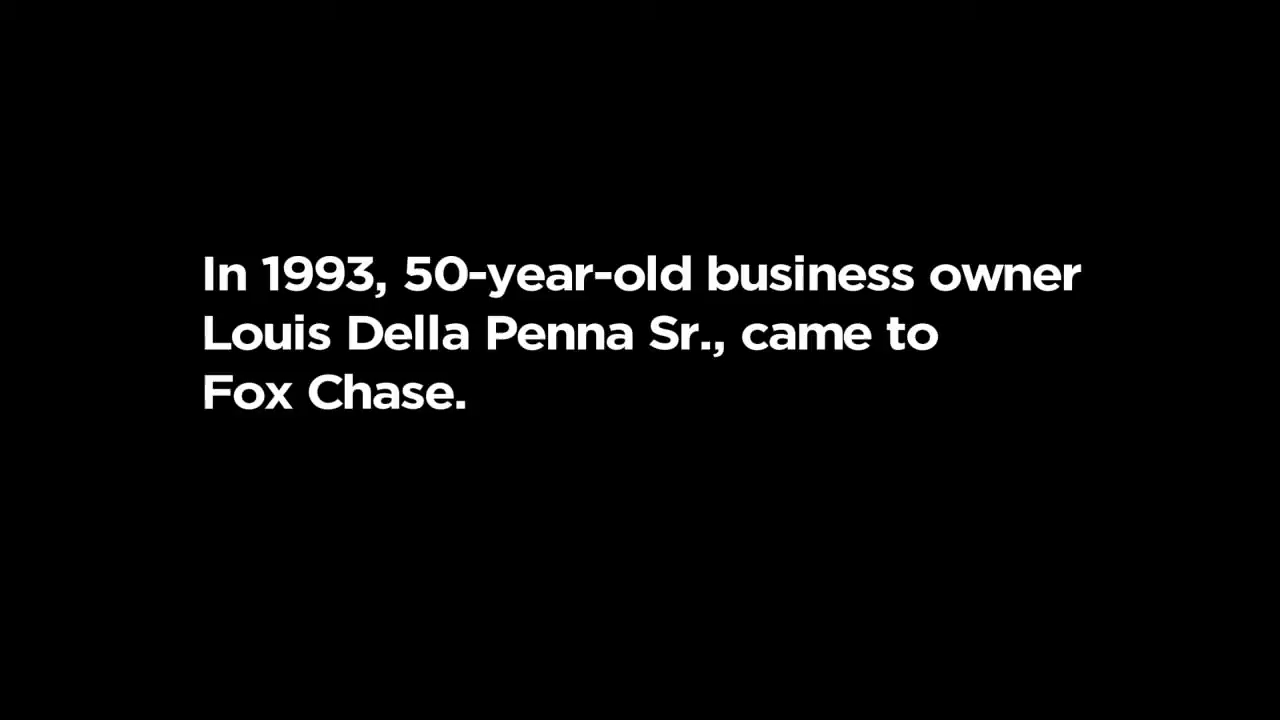 In 1993, 50-year-old business owner
Louis Della Penna Sr., came to
Fox Chase.